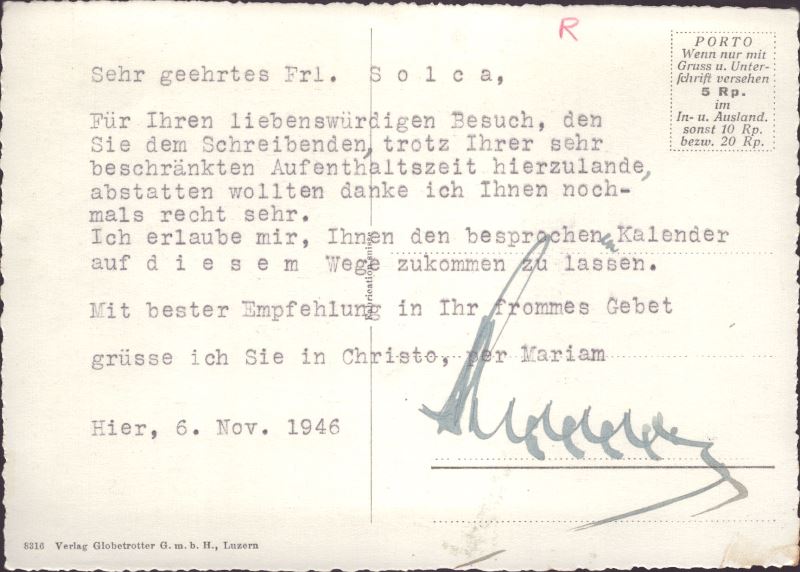 R
PORTO
Wenn nur mit
Gruss u. Unter-
schrift versehen
5 Rp.
im
In- u. Ausland.
sonst 10 Rp.
bezw. 20 Rp.
Sehr geehrtes Frl. S o l c a,
Für Ihren liebenswürdigen Besuch, den
Sie dem Schreibenden, trotz Ihrer sehr
beschränkten Aufenthaltszeit hierzulande,
abstatten wollten danke ich Ihnen noch-
mals recht sehr.
Ich erlaube mir, Ihnen den besprochenen Kalender
auf d i e s e m Wege zukommen zu lassen.
Mit bester Empfehlung in Ihr frommes Gebet
grüsse ich Sie in Christo, per Mariam
Hier, 6. Nov. 1946
Fabrication suisse
8316 Verlag Globetrotter G. m. b. H., Luzern